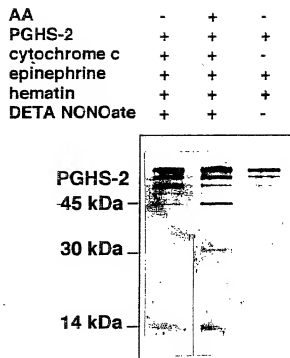 AA - + -
PGHS-2 + + +
cytochrome c + + -
epinephrine + + +
hematin + + +
DETA NONOate + + -
PGHS-2
45 kDa
30 kDa
14 kDa